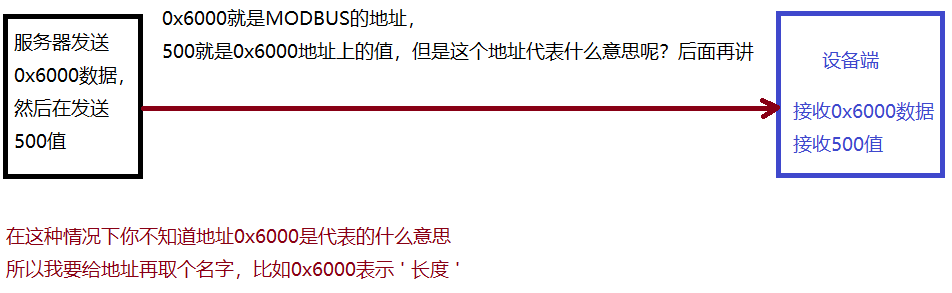 服务器发送
0x6000数据，
然后在发送
500值
0x6000就是MODBUS的地址，
500就是0x6000地址上的值，但是这个地址代表什么意思呢？后面再讲
设备端
接收0x6000数据
接收500值
在这种情况下你不知道地址0x6000是代表的什么意思
所以我要给地址再取个名字，比如0x6000表示 ' 长度 '